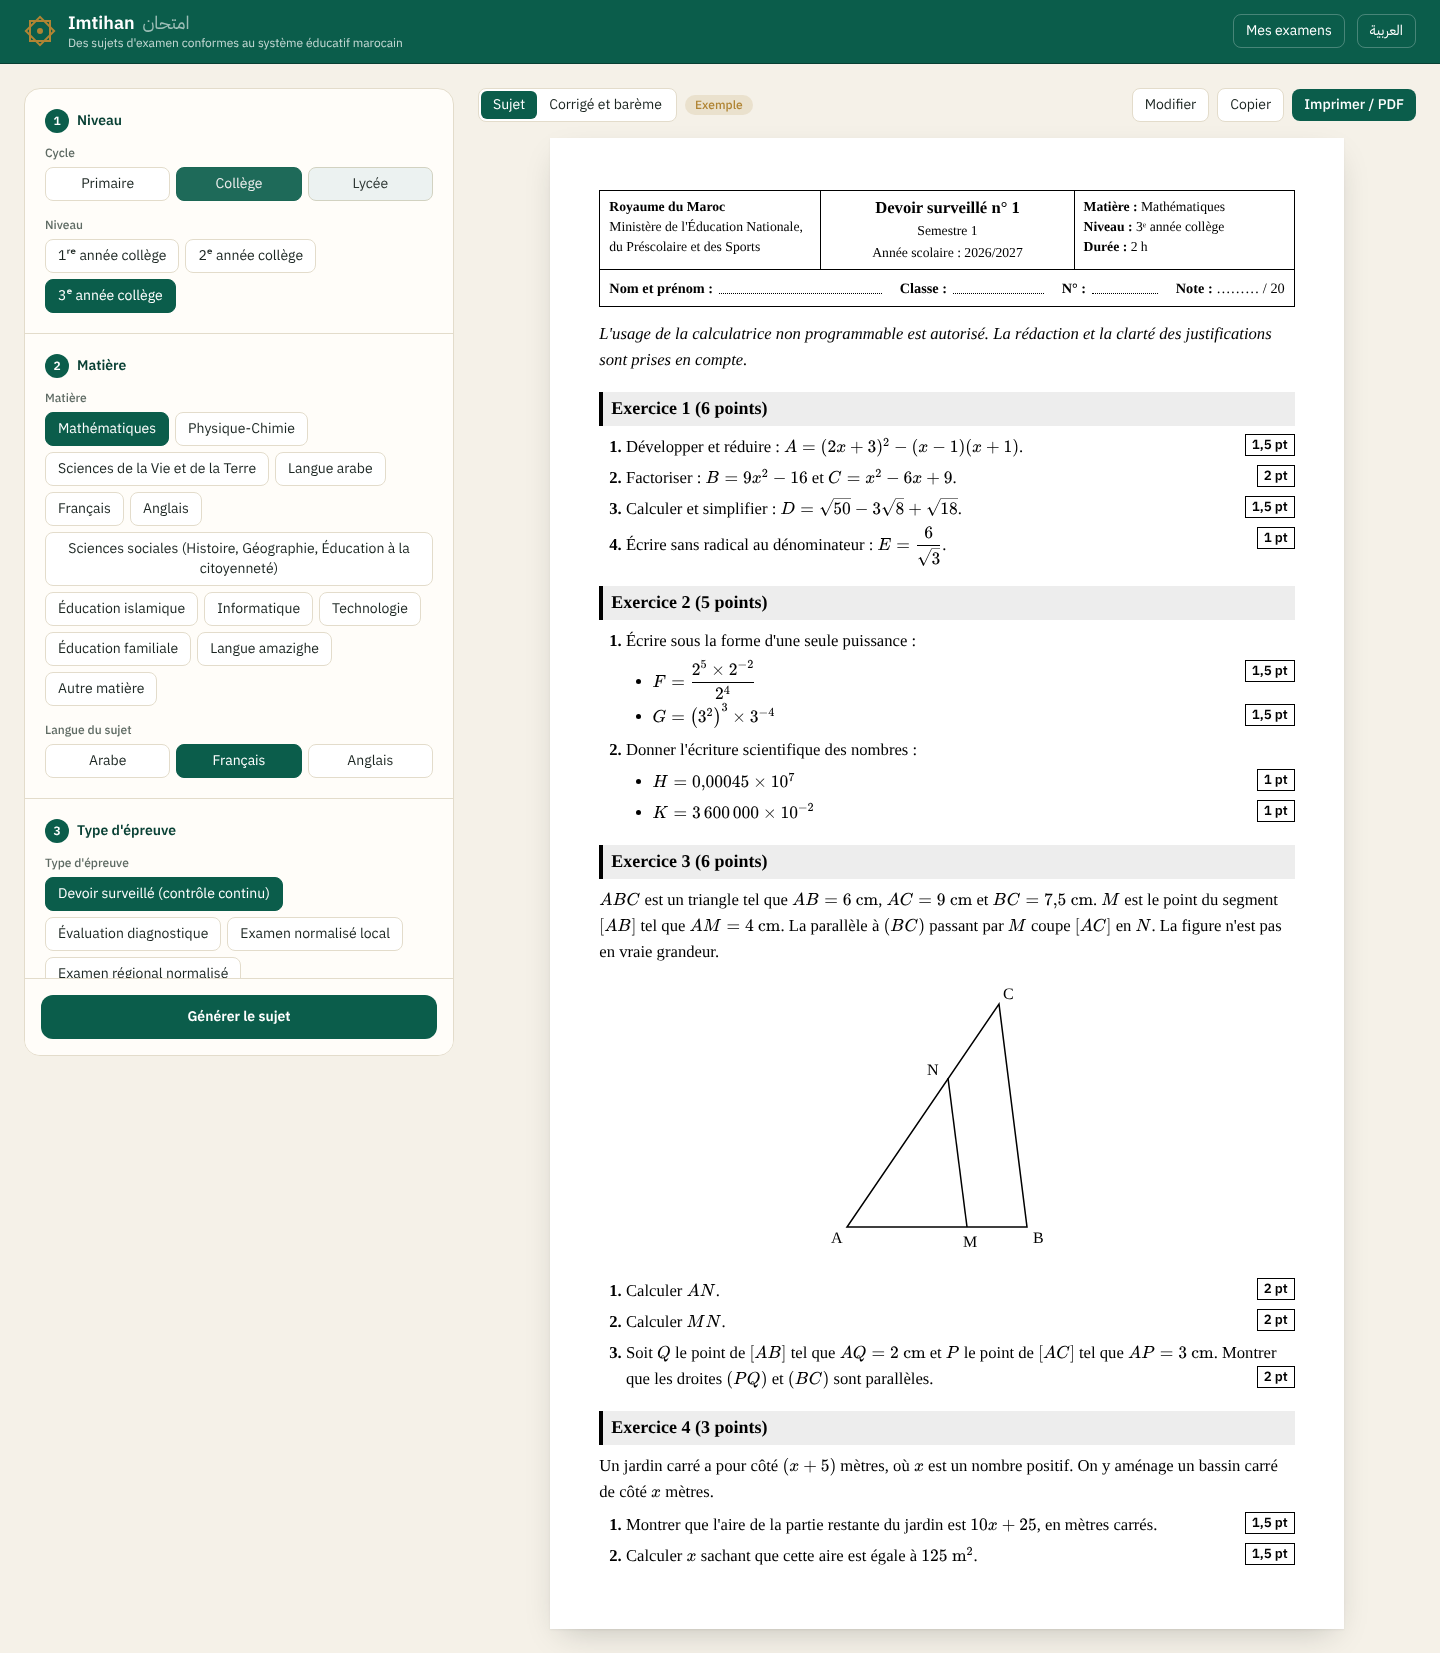 Imtihan امتحان
Des sujets d'examen conformes au système éducatif marocain
Mes examens
العربية
1 Niveau
Cycle
Primaire
Collège
Lycée
Niveau
1ʳᵉ année collège
2ᵉ année collège
3ᵉ année collège
2 Matière
Matière
Mathématiques
Physique-Chimie
Sciences de la Vie et de la Terre
Langue arabe
Français
Anglais
Sciences sociales (Histoire, Géographie, Éducation à la
citoyenneté)
Éducation islamique
Informatique
Technologie
Éducation familiale
Langue amazighe
Autre matière
Langue du sujet
Arabe
Français
Anglais
3 Type d'épreuve
Type d'épreuve
Devoir surveillé (contrôle continu)
Évaluation diagnostique
Examen normalisé local
Examen régional normalisé
Générer le sujet
Sujet
Corrigé et barème
Exemple
Modifier
Copier
Imprimer / PDF
Royaume du Maroc
Ministère de l'Éducation Nationale,
du Préscolaire et des Sports
Devoir surveillé n° 1
Semestre 1
Année scolaire : 2026/2027
Matière : Mathématiques
Niveau : 3ᵉ année collège
Durée : 2 h
Nom et prénom : Classe : N° : Note : ……… / 20
L'usage de la calculatrice non programmable est autorisé. La rédaction et la clarté des justifications
sont prises en compte.
Exercice 1 (6 points)
1. Développer et réduire : A = (2x + 3)² − (x − 1)(x + 1). 1,5 pt
2. Factoriser : B = 9x² − 16 et C = x² − 6x + 9. 2 pt
3. Calculer et simplifier : D = √50 − 3√8 + √18. 1,5 pt
4. Écrire sans radical au dénominateur : E = 6/√3. 1 pt
Exercice 2 (5 points)
1. Écrire sous la forme d'une seule puissance :
• F = (2⁵ × 2⁻²)/2⁴ 1,5 pt
• G = (3²)³ × 3⁻⁴ 1,5 pt
2. Donner l'écriture scientifique des nombres :
• H = 0,00045 × 10⁷ 1 pt
• K = 3 600 000 × 10⁻² 1 pt
Exercice 3 (6 points)
ABC est un triangle tel que AB = 6 cm, AC = 9 cm et BC = 7,5 cm. M est le point du segment
[AB] tel que AM = 4 cm. La parallèle à (BC) passant par M coupe [AC] en N. La figure n'est pas
en vraie grandeur.
C
N
A
M
B
1. Calculer AN. 2 pt
2. Calculer MN. 2 pt
3. Soit Q le point de [AB] tel que AQ = 2 cm et P le point de [AC] tel que AP = 3 cm. Montrer
que les droites (PQ) et (BC) sont parallèles. 2 pt
Exercice 4 (3 points)
Un jardin carré a pour côté (x + 5) mètres, où x est un nombre positif. On y aménage un bassin carré
de côté x mètres.
1. Montrer que l'aire de la partie restante du jardin est 10x + 25, en mètres carrés. 1,5 pt
2. Calculer x sachant que cette aire est égale à 125 m². 1,5 pt